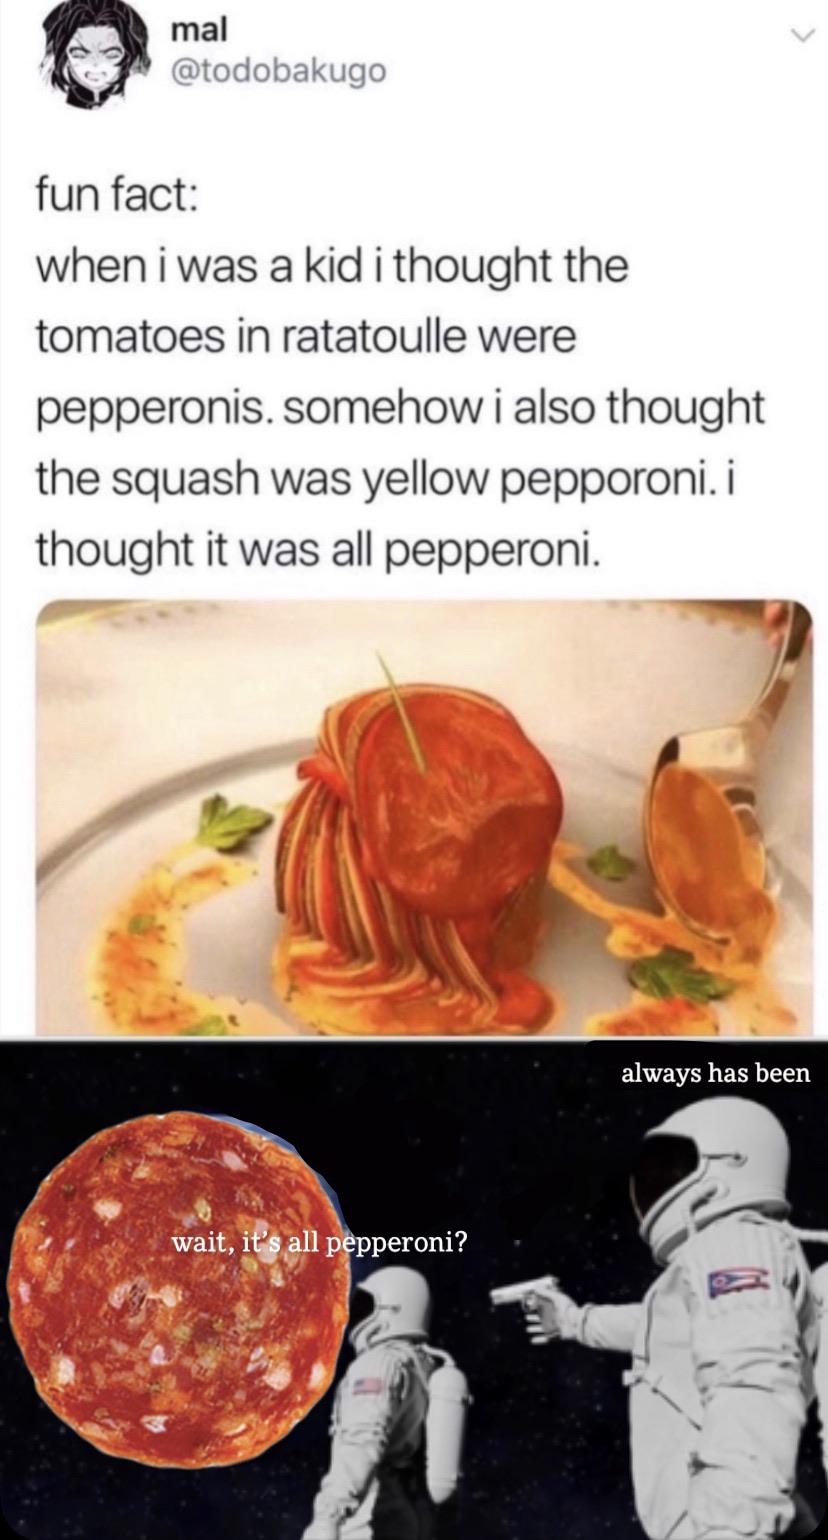 mal
@todobakugo
fun fact:
when i was a kid i thought the
tomatoes in ratatoulle were
pepperonis. somehow i also thought
the squash was yellow pepporoni. i
thought it was all pepperoni.
always has been
wait, it's all pepperoni?